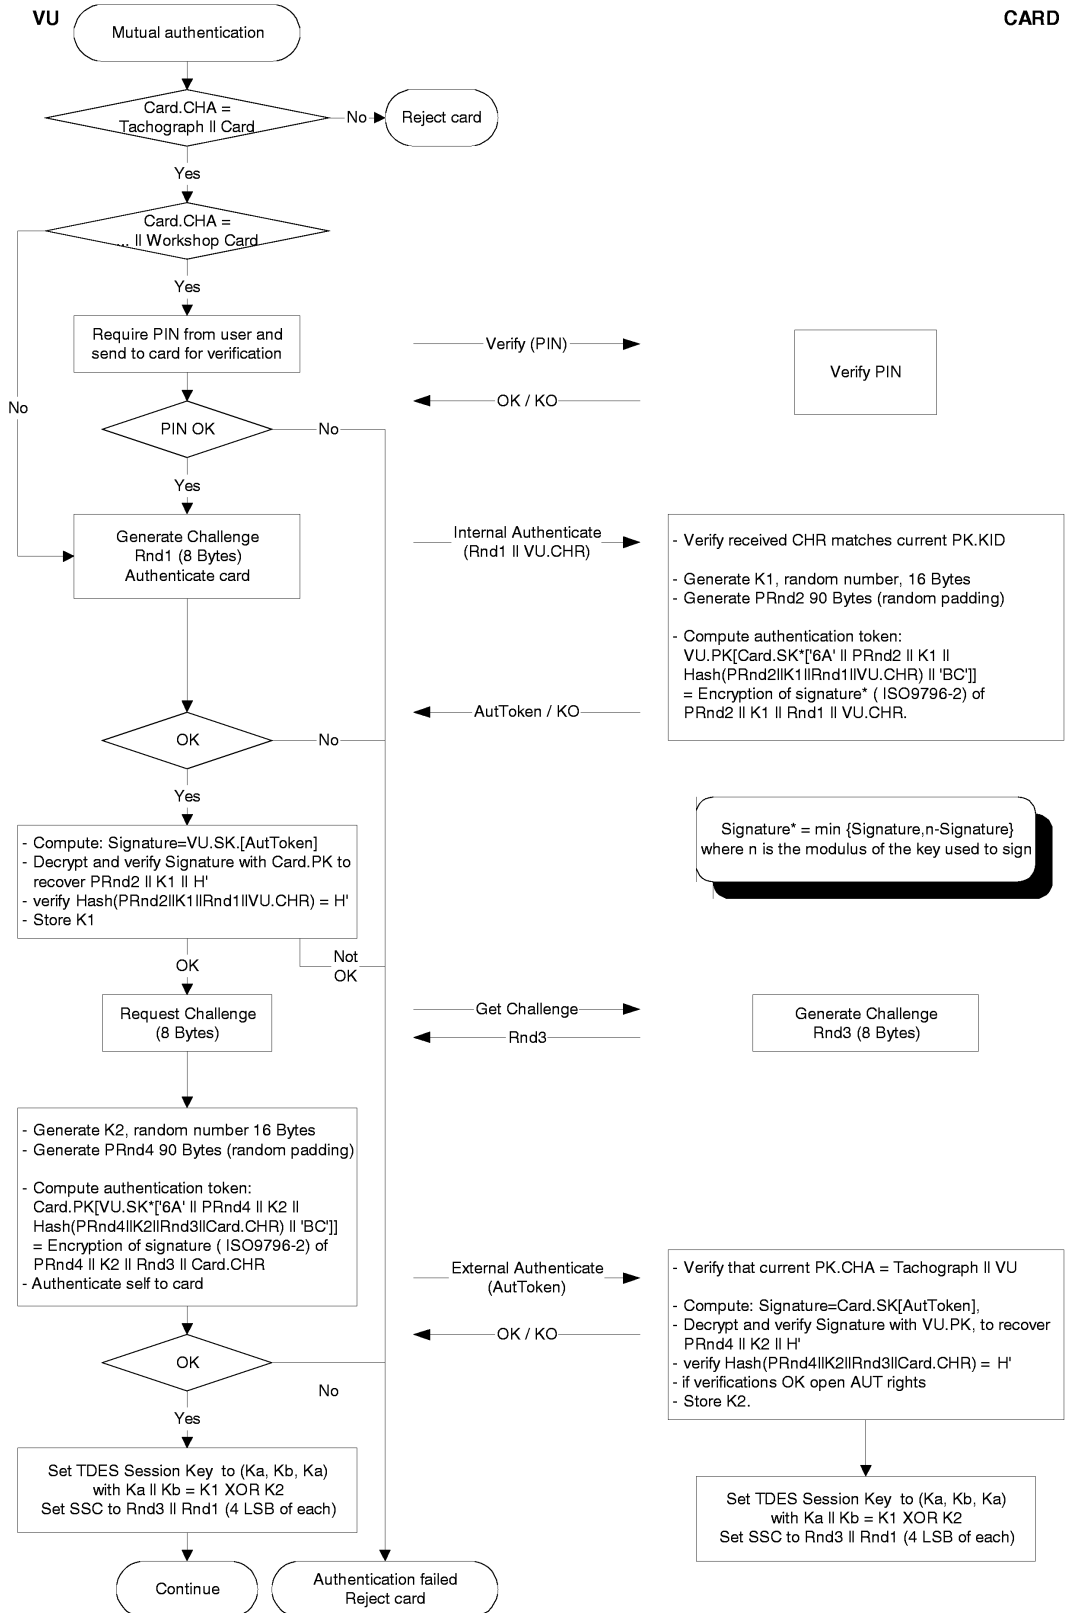 VU
CARD
Mutual authentication
Card.CHA =
Tachograph || Card
No
Reject card
Yes
Card.CHA =
... || Workshop Card
Yes
Require PIN from user and
send to card for verification
Verify (PIN)
Verify PIN
OK / KO
No
PIN OK
No
Yes
Generate Challenge
Rnd1 (8 Bytes)
Authenticate card
Internal Authenticate
(Rnd1 || VU.CHR)
- Verify received CHR matches current PK.KID
- Generate K1, random number, 16 Bytes
- Generate PRnd2 90 Bytes (random padding)
- Compute authentication token:
VU.PK[Card.SK*['6A' || PRnd2 || K1 ||
Hash(PRnd2||K1||Rnd1||VU.CHR) || 'BC']]
= Encryption of signature* ( ISO9796-2) of
PRnd2 || K1 || Rnd1 || VU.CHR.
AutToken / KO
OK
No
Yes
- Compute: Signature=VU.SK.[AutToken]
- Decrypt and verify Signature with Card.PK to
recover PRnd2 || K1 || H'
- verify Hash(PRnd2||K1||Rnd1||VU.CHR) = H'
- Store K1
Signature* = min {Signature,n-Signature}
where n is the modulus of the key used to sign
Not
OK
OK
Request Challenge
(8 Bytes)
Get Challenge
Rnd3
Generate Challenge
Rnd3 (8 Bytes)
- Generate K2, random number 16 Bytes
- Generate PRnd4 90 Bytes (random padding)
- Compute authentication token:
Card.PK[VU.SK*['6A' || PRnd4 || K2 ||
Hash(PRnd4||K2||Rnd3||Card.CHR) || 'BC']]
= Encryption of signature ( ISO9796-2) of
PRnd4 || K2 || Rnd3 || Card.CHR
- Authenticate self to card
External Authenticate
(AutToken)
OK / KO
- Verify that current PK.CHA = Tachograph || VU
- Compute: Signature=Card.SK[AutToken],
- Decrypt and verify Signature with VU.PK, to recover
PRnd4 || K2 || H'
- verify Hash(PRnd4||K2||Rnd3||Card.CHR) = H'
- if verifications OK open AUT rights
- Store K2.
OK
No
Yes
Set TDES Session Key to (Ka, Kb, Ka)
with Ka || Kb = K1 XOR K2
Set SSC to Rnd3 || Rnd1 (4 LSB of each)
Set TDES Session Key to (Ka, Kb, Ka)
with Ka || Kb = K1 XOR K2
Set SSC to Rnd3 || Rnd1 (4 LSB of each)
Continue
Authentication failed
Reject card